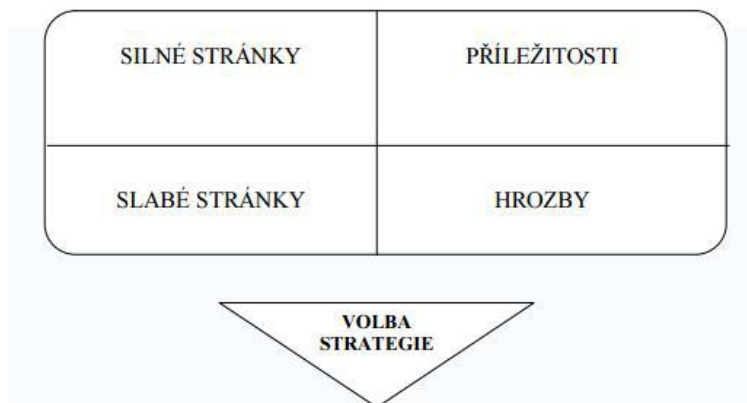 SILNÉ STRÁNKY
PŘÍLEŽITOSTI
SLABÉ STRÁNKY
HROZBY
VOLBA
STRATEGIE